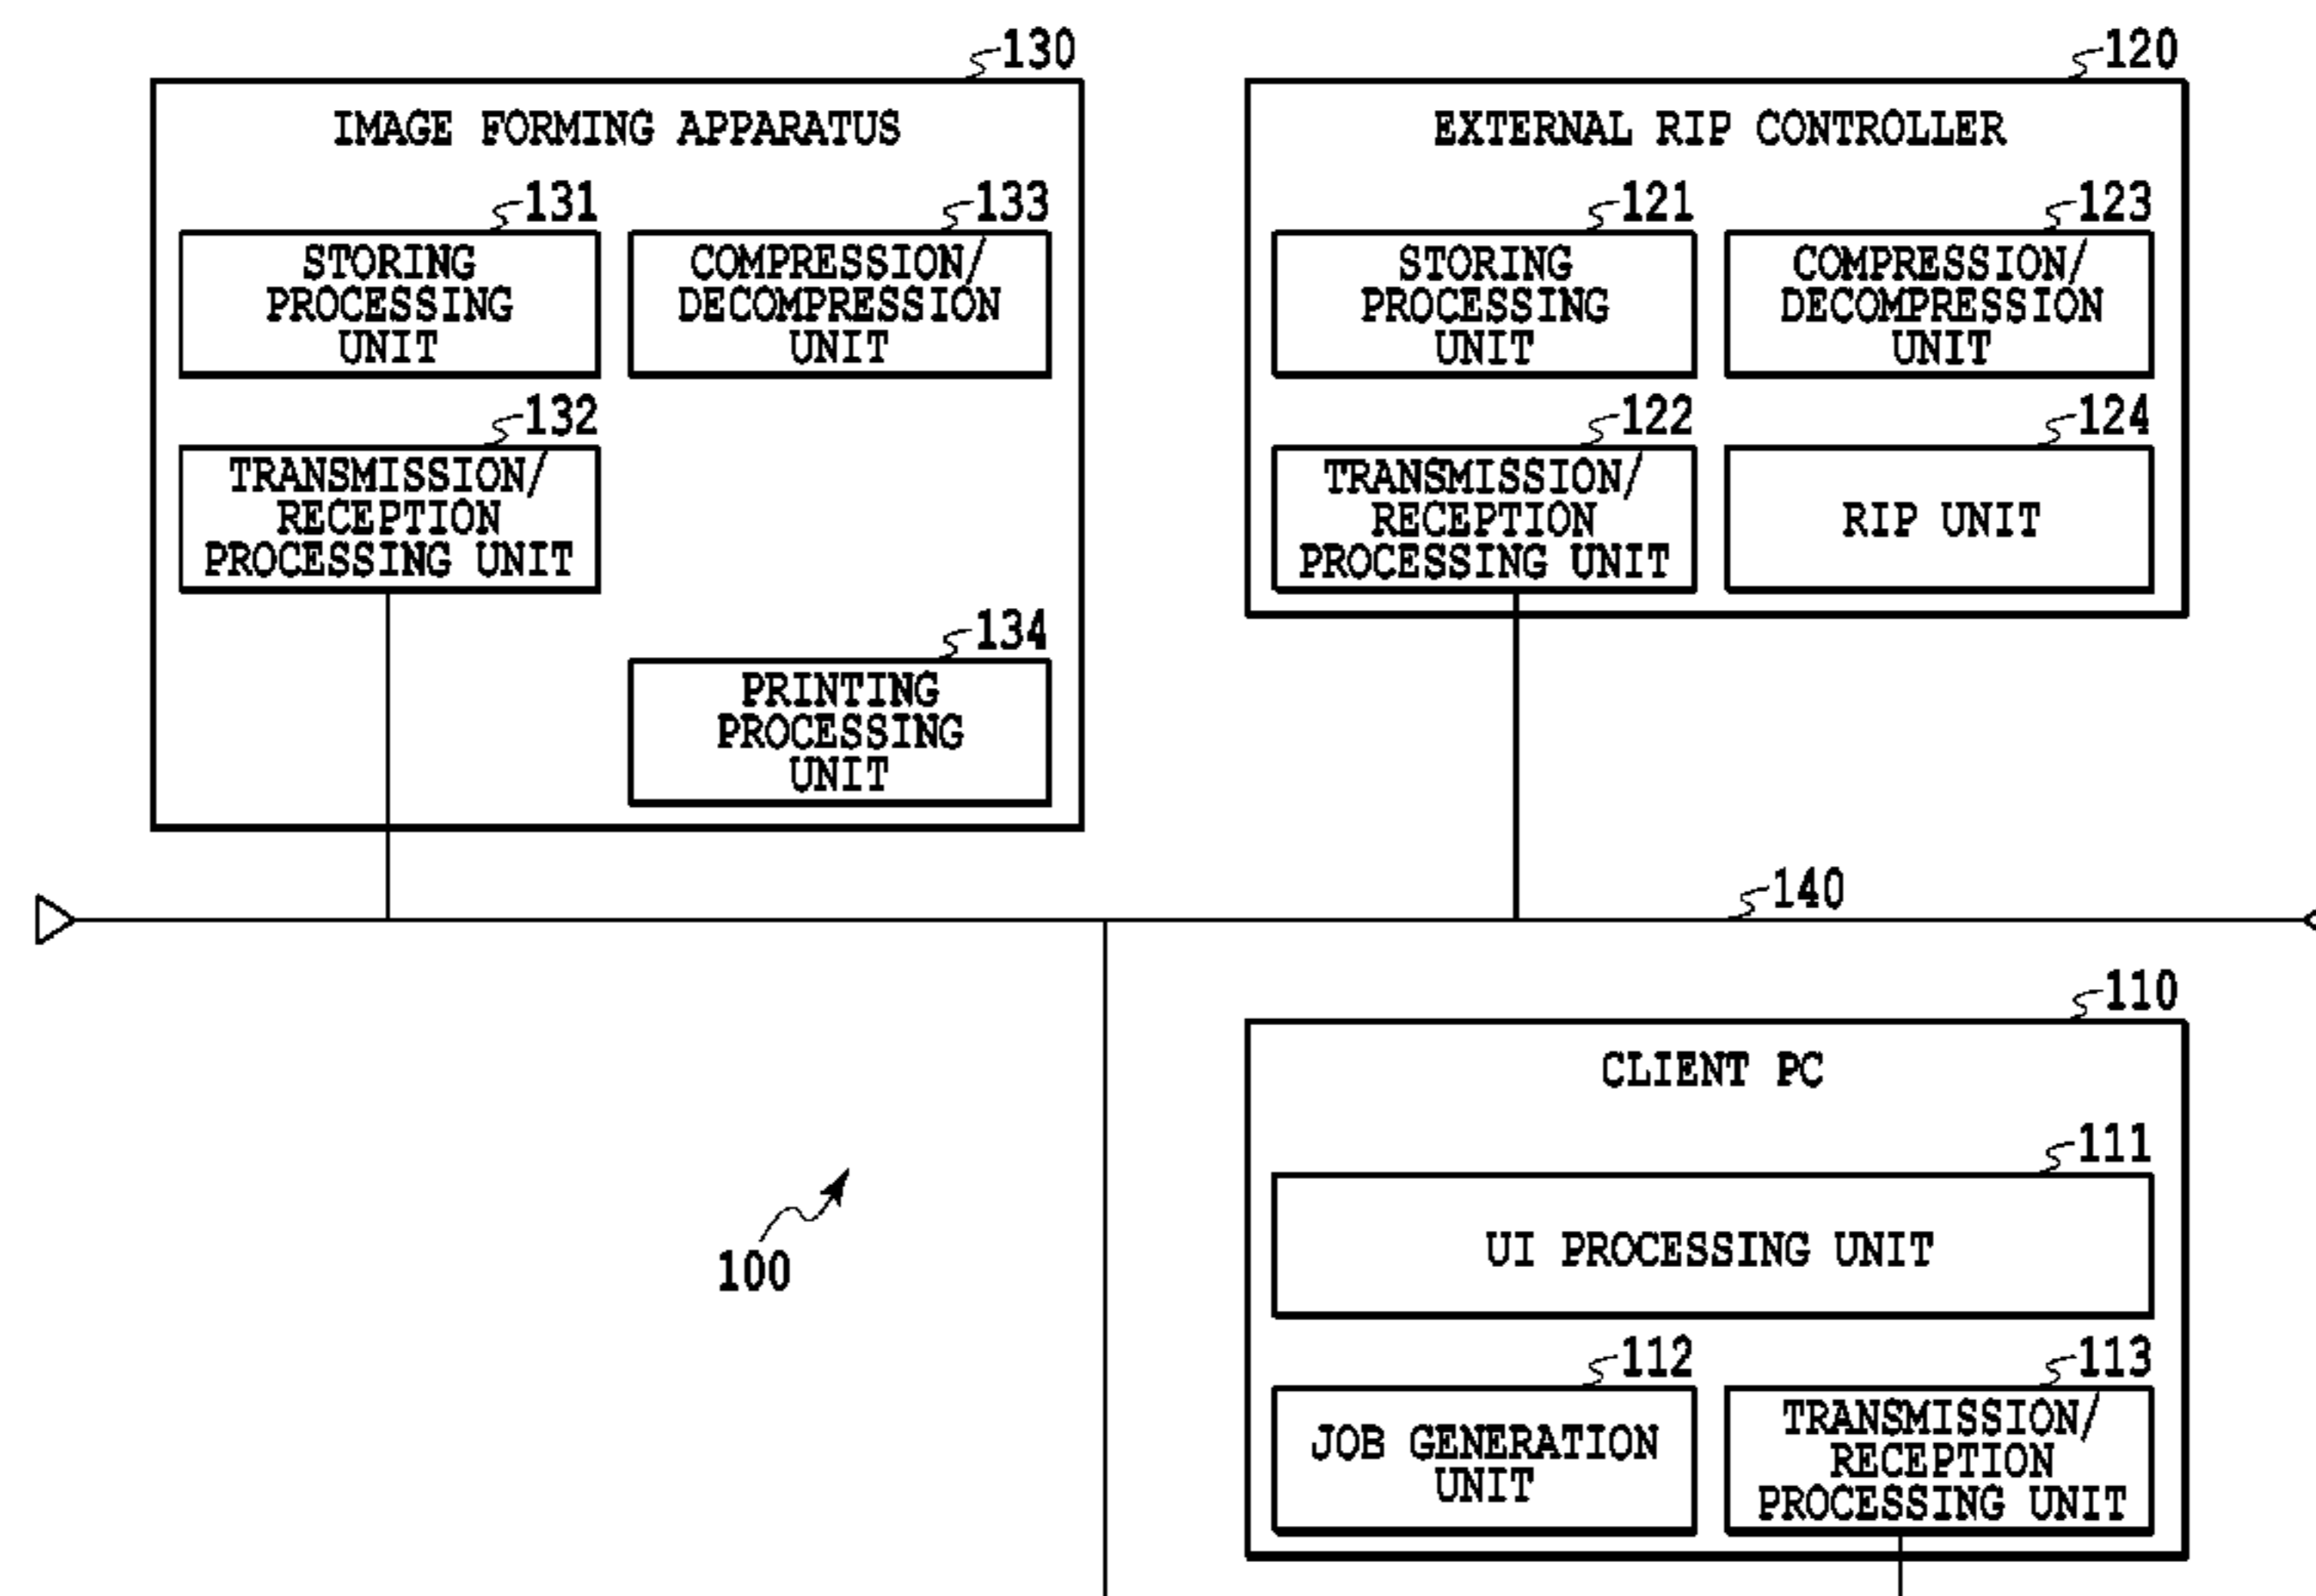 130
IMAGE FORMING APPARATUS
131
STORING
PROCESSING
UNIT
133
COMPRESSION/
DECOMPRESSION
UNIT
132
TRANSMISSION/
RECEPTION
PROCESSING UNIT
134
PRINTING
PROCESSING
UNIT
120
EXTERNAL RIP CONTROLLER
121
STORING
PROCESSING
UNIT
123
COMPRESSION/
DECOMPRESSION
UNIT
122
TRANSMISSION/
RECEPTION
PROCESSING UNIT
124
RIP UNIT
140
110
CLIENT PC
111
UI PROCESSING UNIT
112
JOB GENERATION
UNIT
113
TRANSMISSION/
RECEPTION
PROCESSING UNIT
100